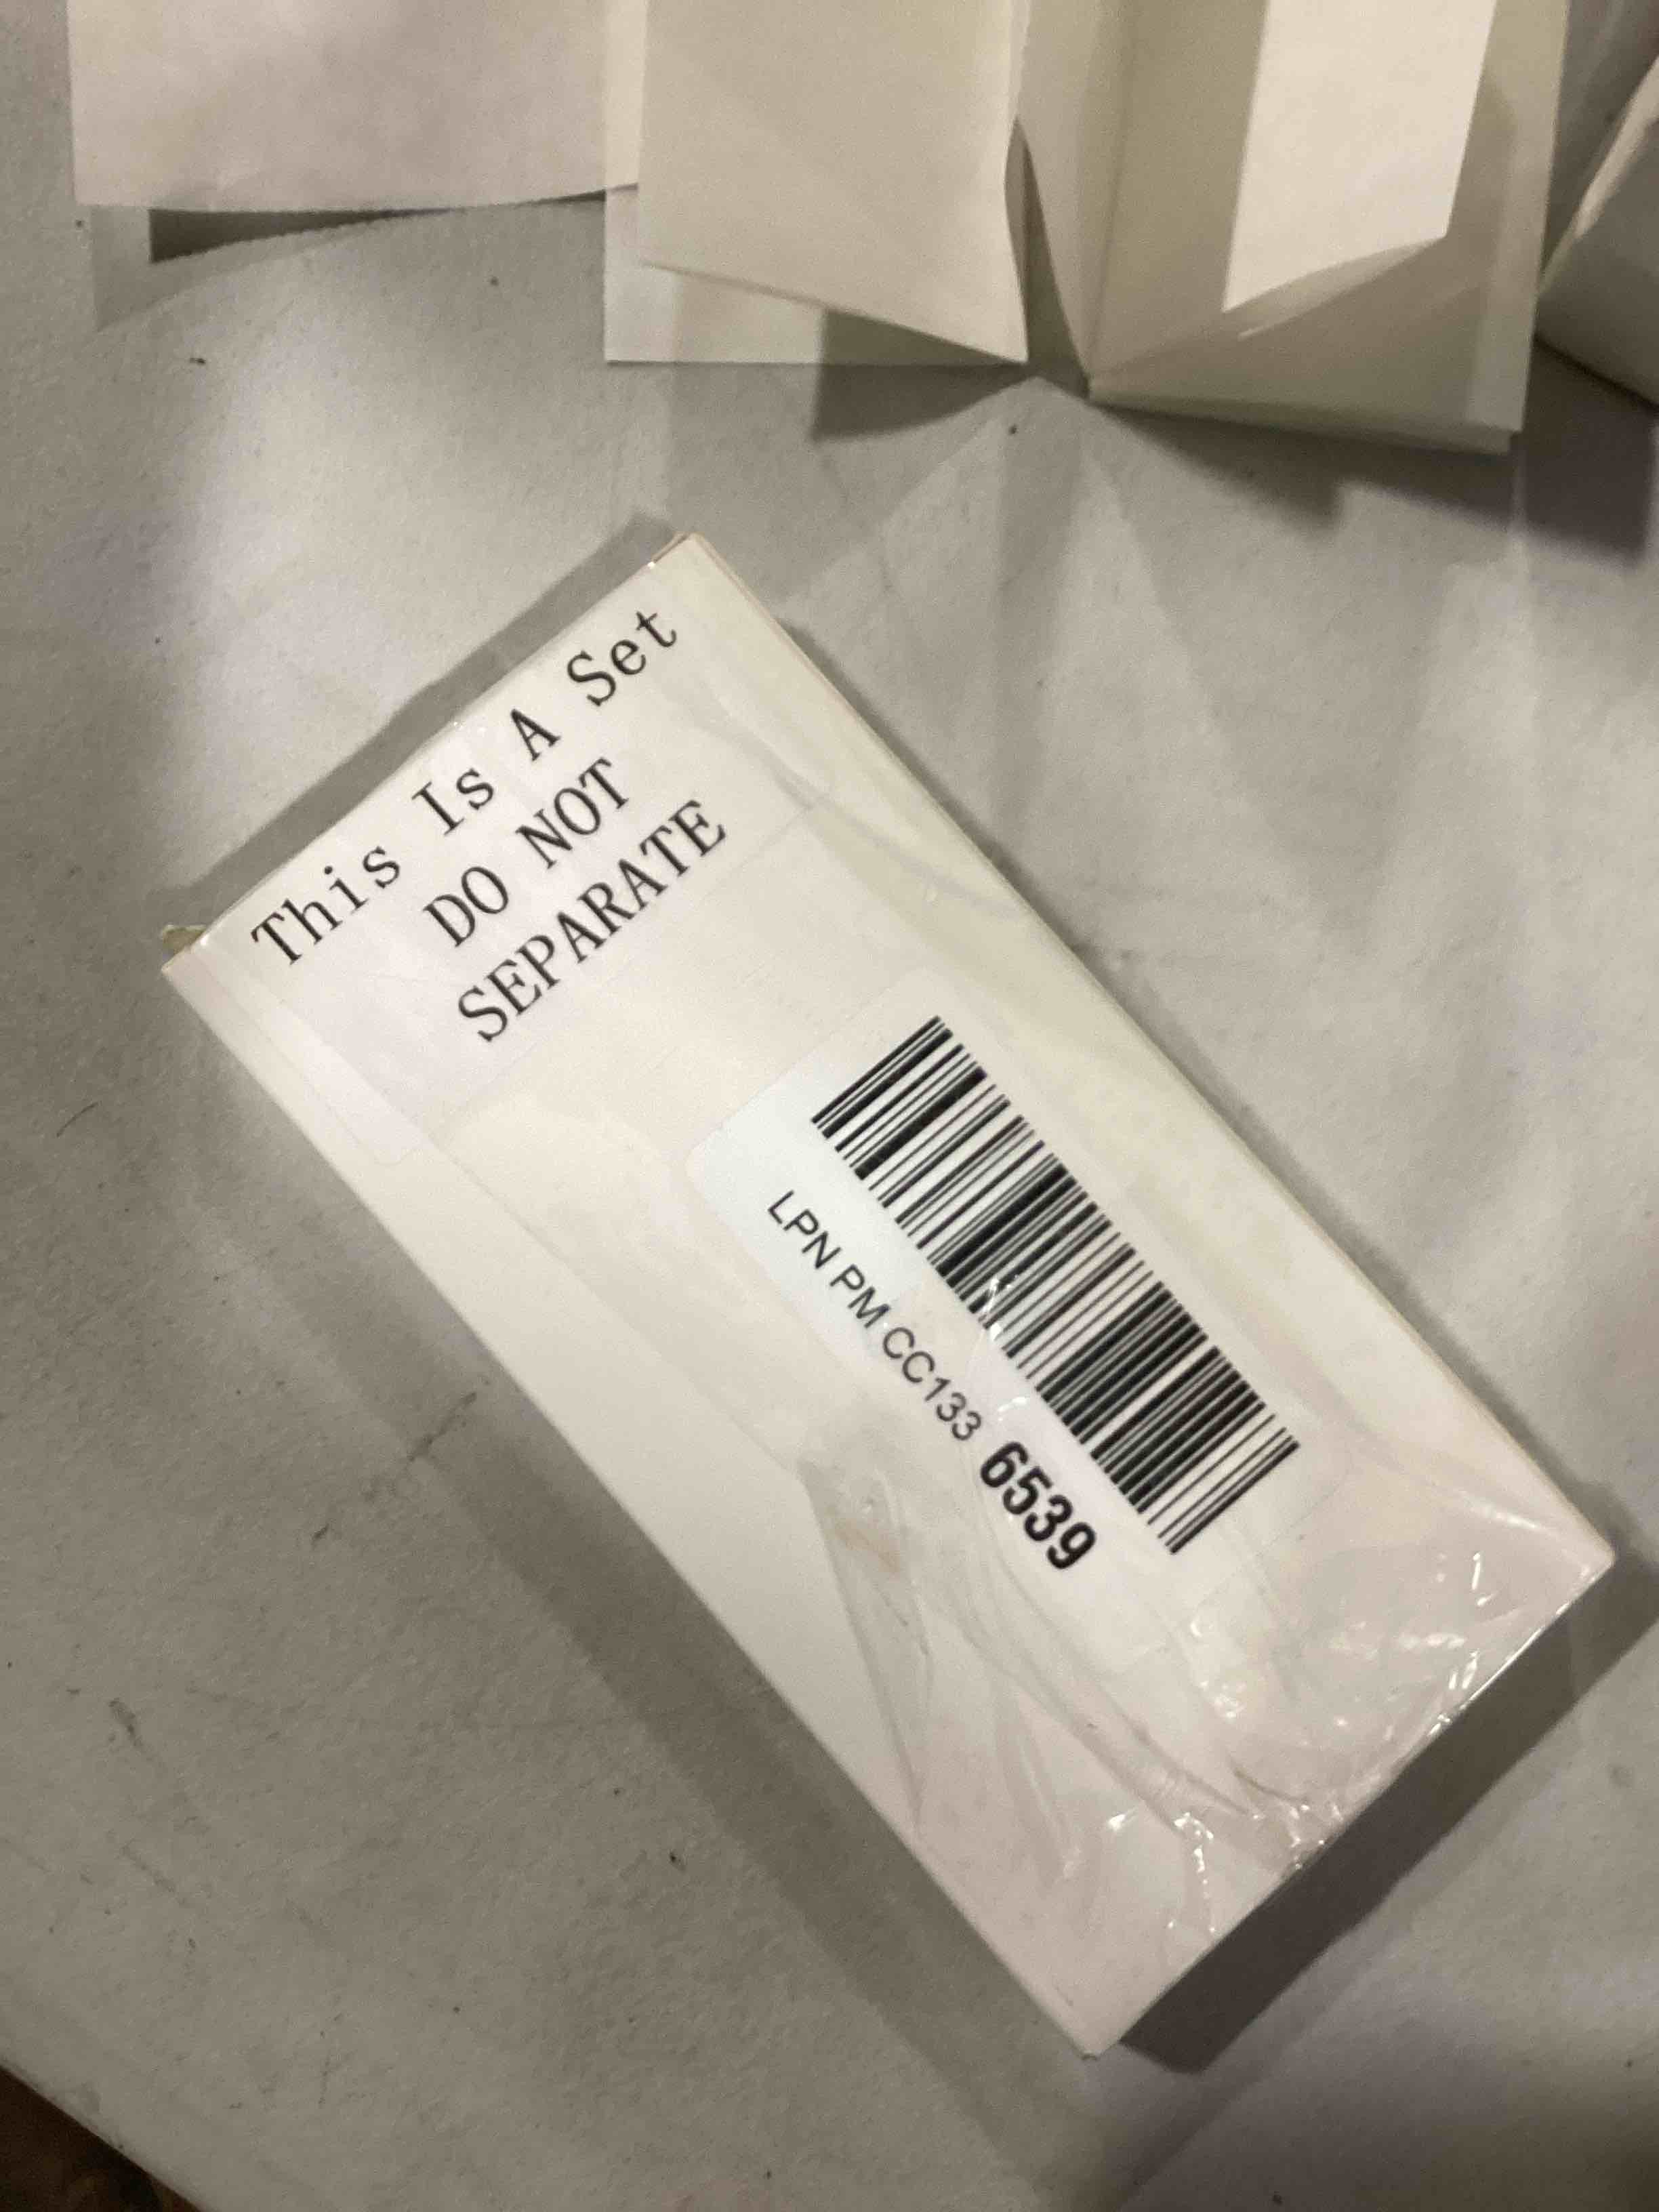 This Is A Set
DO NOT
SEPARATE
LPN PM CC133 6539